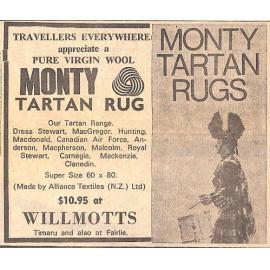 TRAVELLERS EVERYWHERE
appreciate a
PURE VIRGIN WOOL
MONTY
TARTAN RUG
Our Tartan Range.
Dress Stewart, MacGregor, Hunting,
Macdonald, Canadian Air Force, An-
derson, Macpherson, Malcolm, Royal
Stewart, Carnegie, Mackenzie,
Clanedin.
Super Size 60 x 80.
(Made by Alliance Textiles (N.Z.) Ltd)
$10.95 at
WILLMOTTS
Timaru and also at Fairlie.
MONTY
TARTAN
RUGS